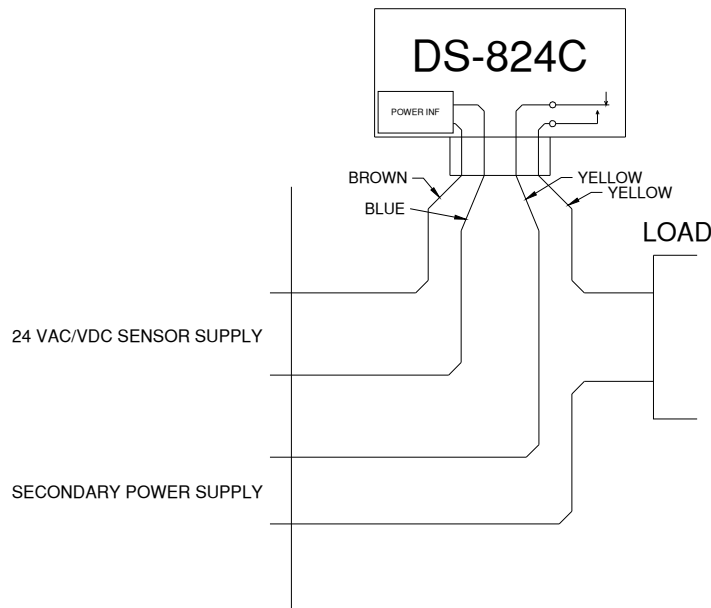 DS-824C
POWER INF
BROWN
YELLOW
BLUE
YELLOW
LOAD
24 VAC/VDC SENSOR SUPPLY
SECONDARY POWER SUPPLY